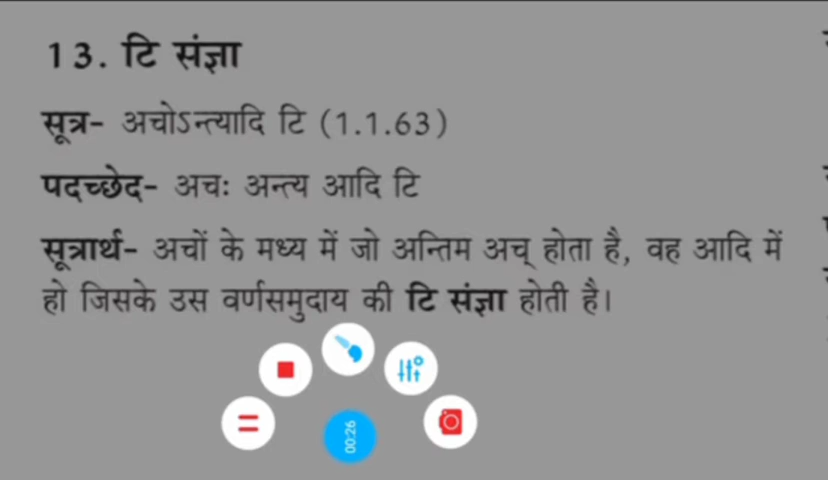 13. टि संज्ञा
सूत्र- अचोऽन्त्यादि टि (1.1.63)
पदच्छेद- अचः अन्त्य आदि टि
सूत्रार्थ- अचों के मध्य में जो अन्तिम अच् होता है, वह आदि में
हो जिसके उस वर्णसमुदाय की टि संज्ञा होती है।
00:26